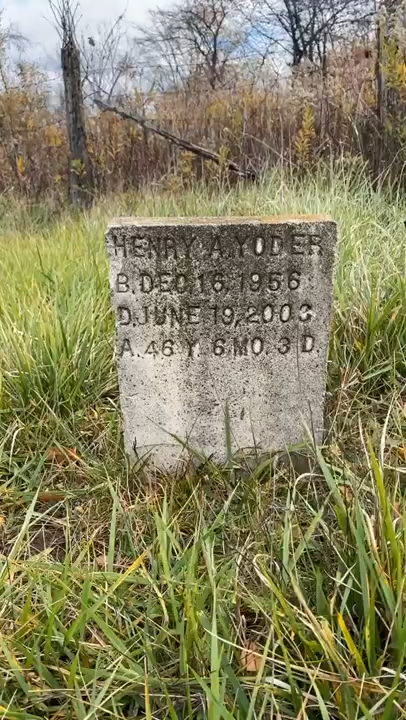 HENRY A.YODER
B.DEC.16,1956
D.JUNE 19,2003
A.46 Y. 6 MO. 3 D.